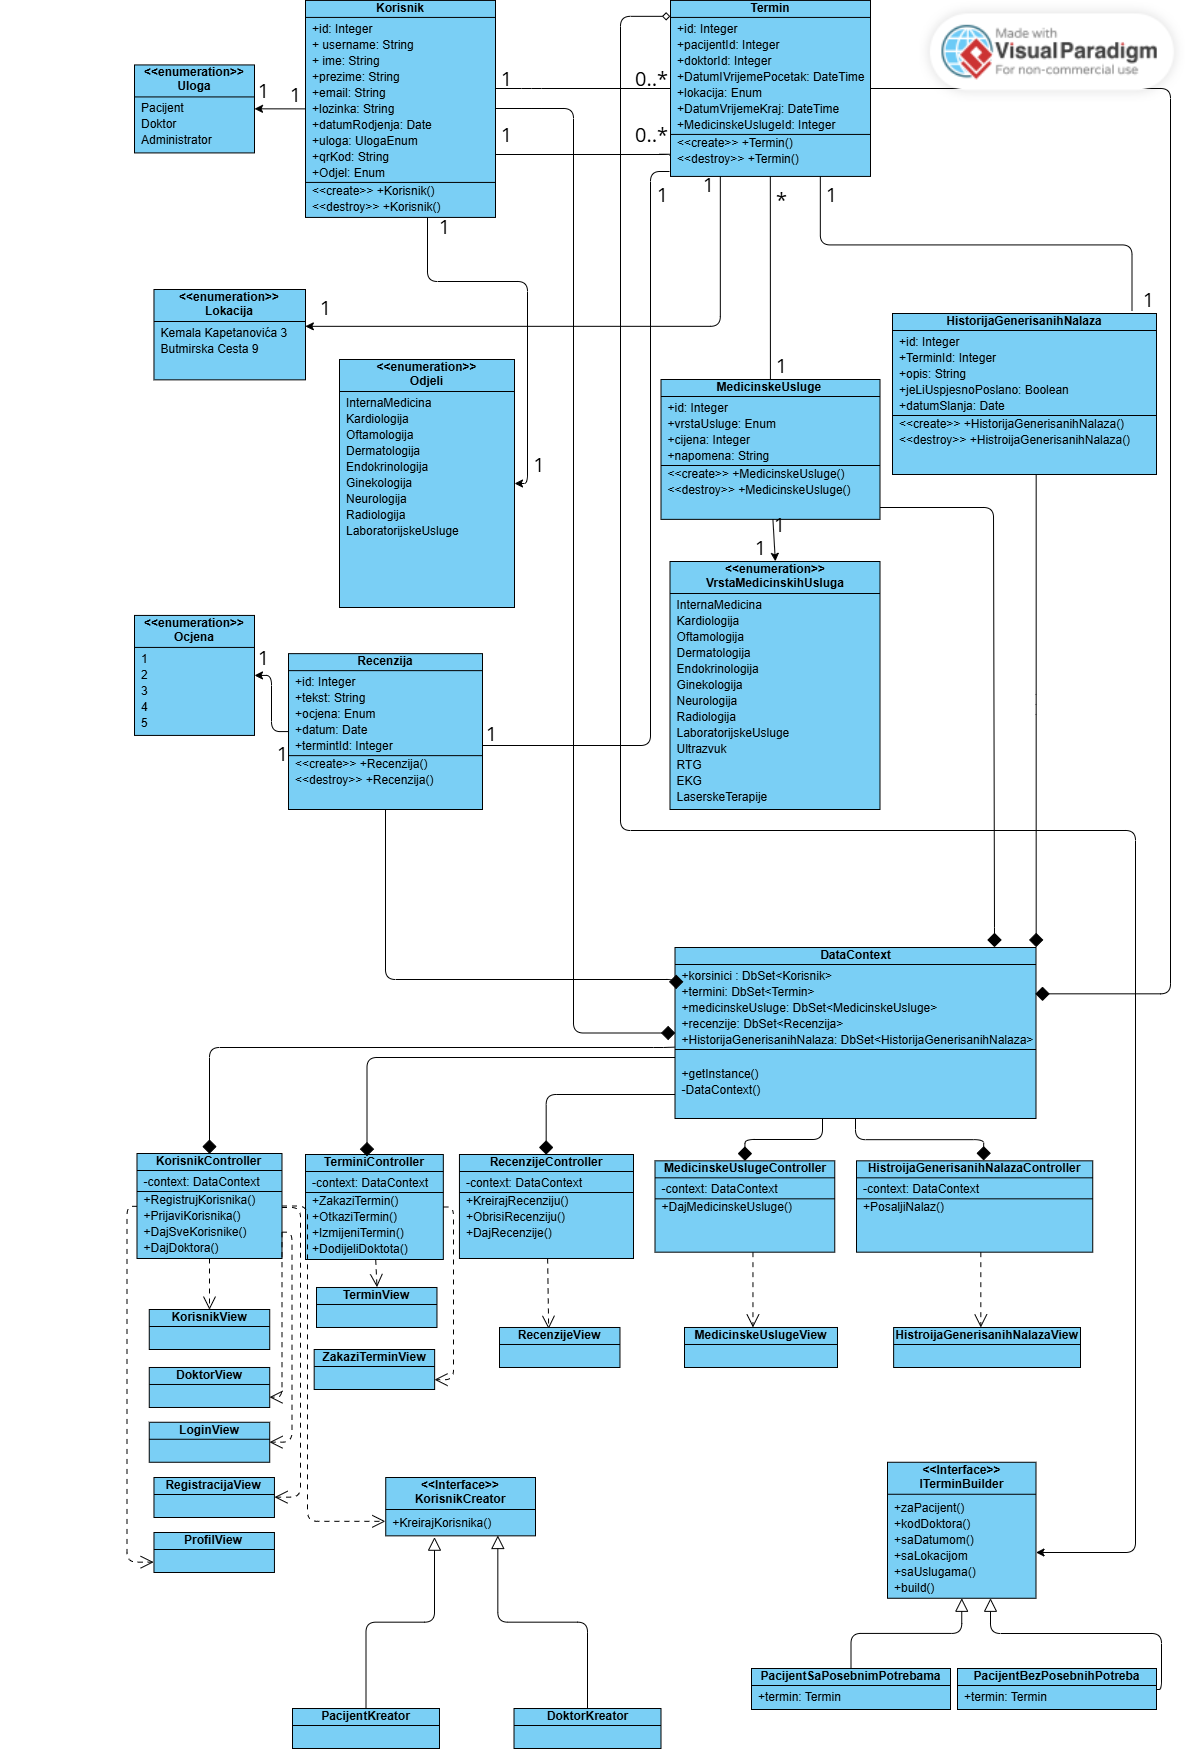 Korisnik
+id: Integer
+ username: String
+ ime: String
+prezime: String
+email: String
+lozinka: String
+datumRodjenja: Date
+uloga: UlogaEnum
+qrKod: String
+Odjel: Enum
<<create>> +Korisnik()
<<destroy>> +Korisnik()
Termin
+id: Integer
+pacijentId: Integer
+doktorId: Integer
+DatumIVrijemePocetak: DateTime
+lokacija: Enum
+DatumVrijemeKraj: DateTime
+MedicinskeUslugeId: Integer
<<create>> +Termin()
<<destroy>> +Termin()
Made with
VisualParadigm
For non-commercial use
<<enumeration>>
Uloga
Pacijent
Doktor
Administrator
1
1
1
0..*
1
0..*
1
1
1
*
1
1
<<enumeration>>
Lokacija
Kemala Kapetanovića 3
Butmirska Cesta 9
1
<<enumeration>>
Odjeli
InternaMedicina
Kardiologija
Oftamologija
Dermatologija
Endokrinologija
Ginekologija
Neurologija
Radiologija
LaboratorijskeUsluge
1
1
MedicinskeUsluge
+id: Integer
+vrstaUsluge: Enum
+cijena: Integer
+napomena: String
<<create>> +MedicinskeUsluge()
<<destroy>> +MedicinskeUsluge()
HistorijaGenerisanihNalaza
+id: Integer
+TerminId: Integer
+opis: String
+jeLiUspjesnoPoslano: Boolean
+datumSlanja: Date
<<create>> +HistorijaGenerisanihNalaza()
<<destroy>> +HistroijaGenerisanihNalaza()
1
1
<<enumeration>>
VrstaMedicinskihUsluga
InternaMedicina
Kardiologija
Oftamologija
Dermatologija
Endokrinologija
Ginekologija
Neurologija
Radiologija
LaboratorijskeUsluge
Ultrazvuk
RTG
EKG
LaserskeTerapije
<<enumeration>>
Ocjena
1
2
3
4
5
1
1
Recenzija
+id: Integer
+tekst: String
+ocjena: Enum
+datum: Date
+termintId: Integer
<<create>> +Recenzija()
<<destroy>> +Recenzija()
1
DataContext
+korsinici : DbSet<Korisnik>
+termini: DbSet<Termin>
+medicinskeUsluge: DbSet<MedicinskeUsluge>
+recenzije: DbSet<Recenzija>
+HistorijaGenerisanihNalaza: DbSet<HistorijaGenerisanihNalaza>
+getInstance()
-DataContext()
KorisnikController
-context: DataContext
+RegistrujKorisnika()
+PrijaviKorisnika()
+DajSveKorisnike()
+DajDoktora()
TerminiController
-context: DataContext
+ZakaziTermin()
+OtkaziTermin()
+IzmijeniTermin()
+DodijeliDoktota()
RecenzijeController
-context: DataContext
+KreirajRecenziju()
+ObrisiRecenziju()
+DajRecenzije()
MedicinskeUslugeController
-context: DataContext
+DajMedicinskeUsluge()
HistroijaGenerisanihNalazaController
-context: DataContext
+PosaljiNalaz()
KorisnikView
DoktorView
LoginView
RegistracijaView
ProfilView
TerminView
ZakaziTerminView
RecenzijeView
MedicinskeUslugeView
HistroijaGenerisanihNalazaView
<<Interface>>
KorisnikCreator
+KreirajKorisnika()
<<Interface>>
ITerminBuilder
+zaPacijent()
+kodDoktora()
+saDatumom()
+saLokacijom
+saUslugama()
+build()
PacijentSaPosebnimPotrebama
+termin: Termin
PacijentBezPosebnihPotreba
+termin: Termin
PacijentKreator
DoktorKreator